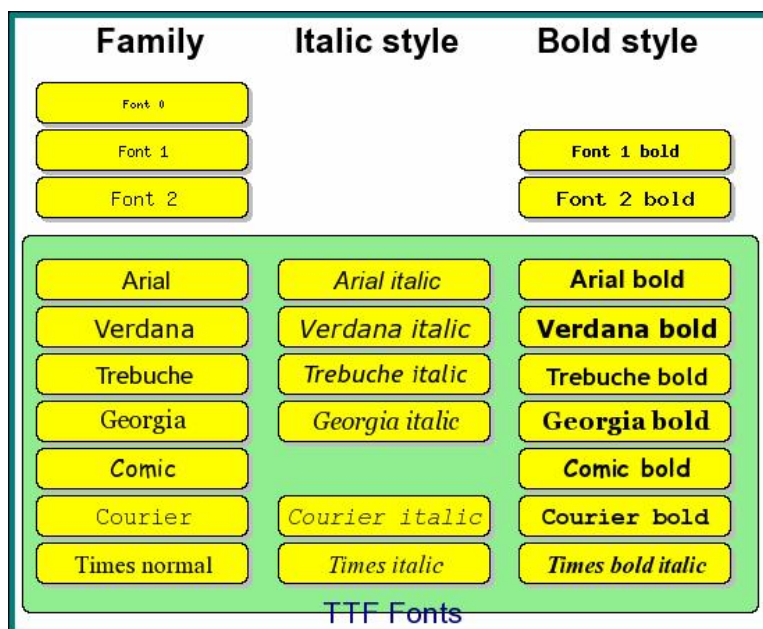 Family Italic style Bold style
Font 0
Font 1 Font 1 bold
Font 2 Font 2 bold
Arial Arial italic Arial bold
Verdana Verdana italic Verdana bold
Trebuche Trebuche italic Trebuche bold
Georgia Georgia italic Georgia bold
Comic Comic bold
Courier Courier italic Courier bold
Times normal Times italic Times bold italic
TTF Fonts